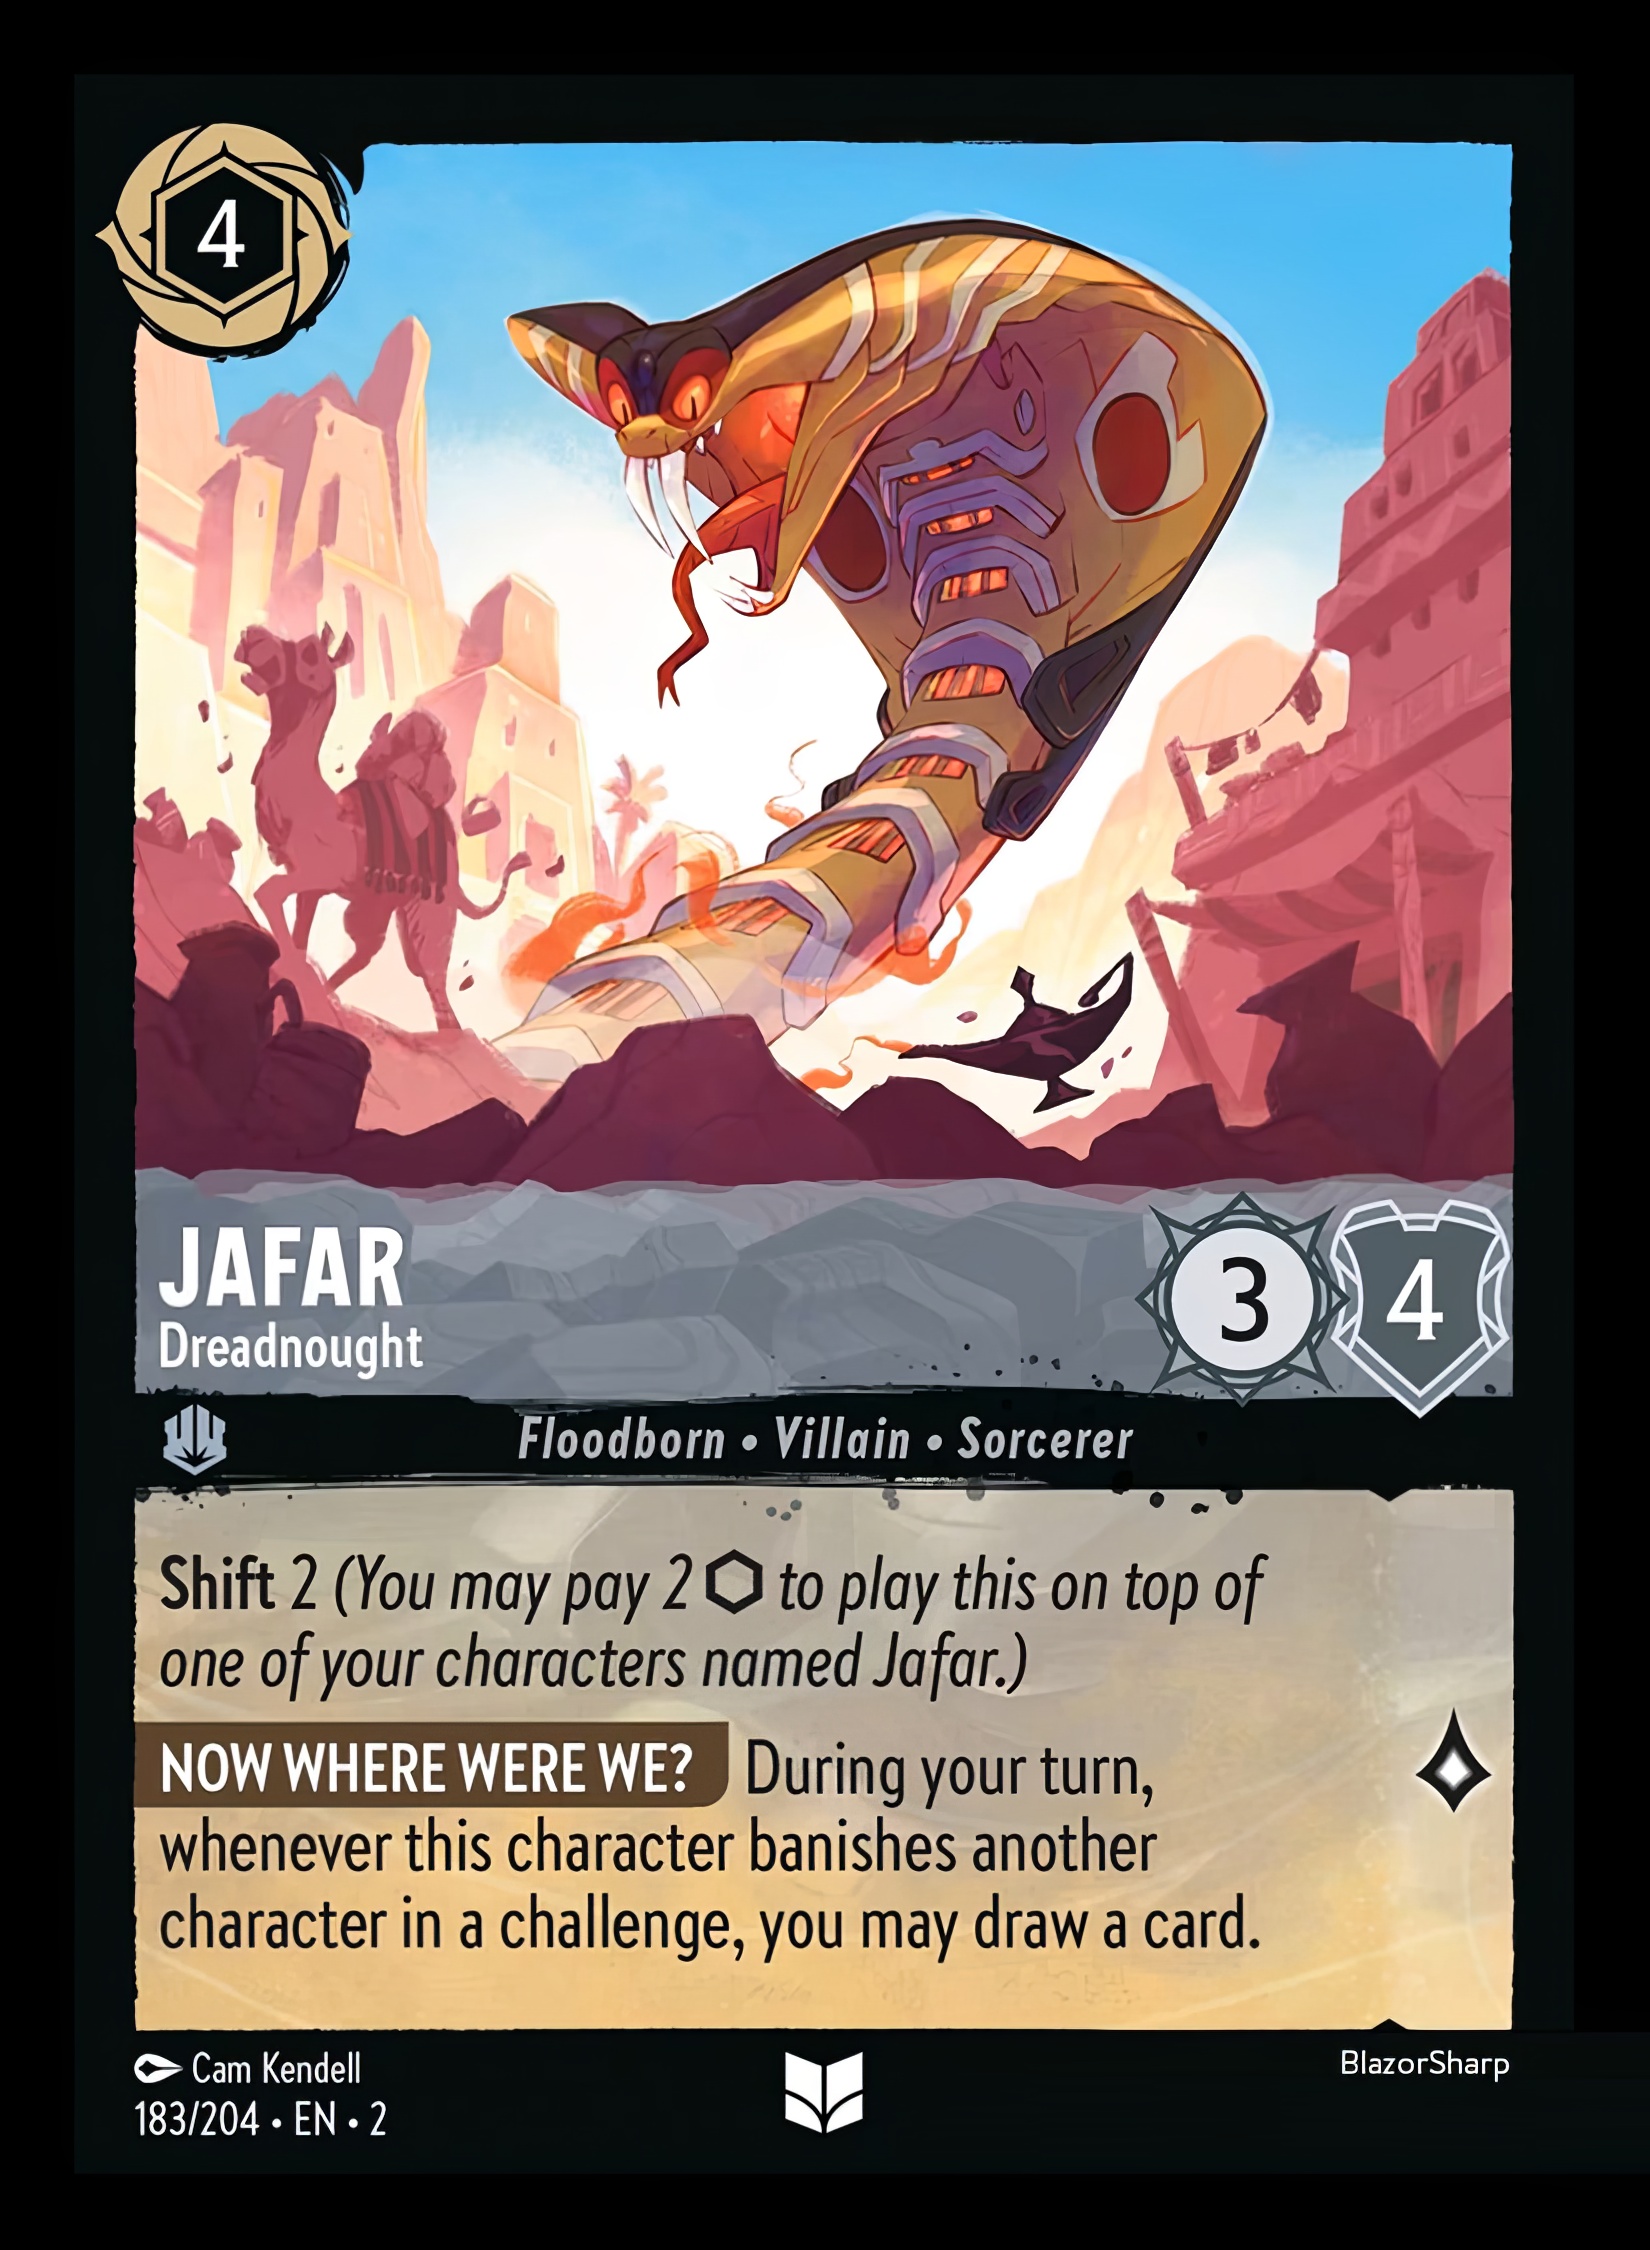 4
JAFAR
Dreadnought
3
4
Floodborn • Villain • Sorcerer
Shift 2 (You may pay 2 ⬡ to play this on top of
one of your characters named Jafar.)
NOW WHERE WERE WE? During your turn,
whenever this character banishes another
character in a challenge, you may draw a card.
Cam Kendell
BlazorSharp
183/204 • EN • 2